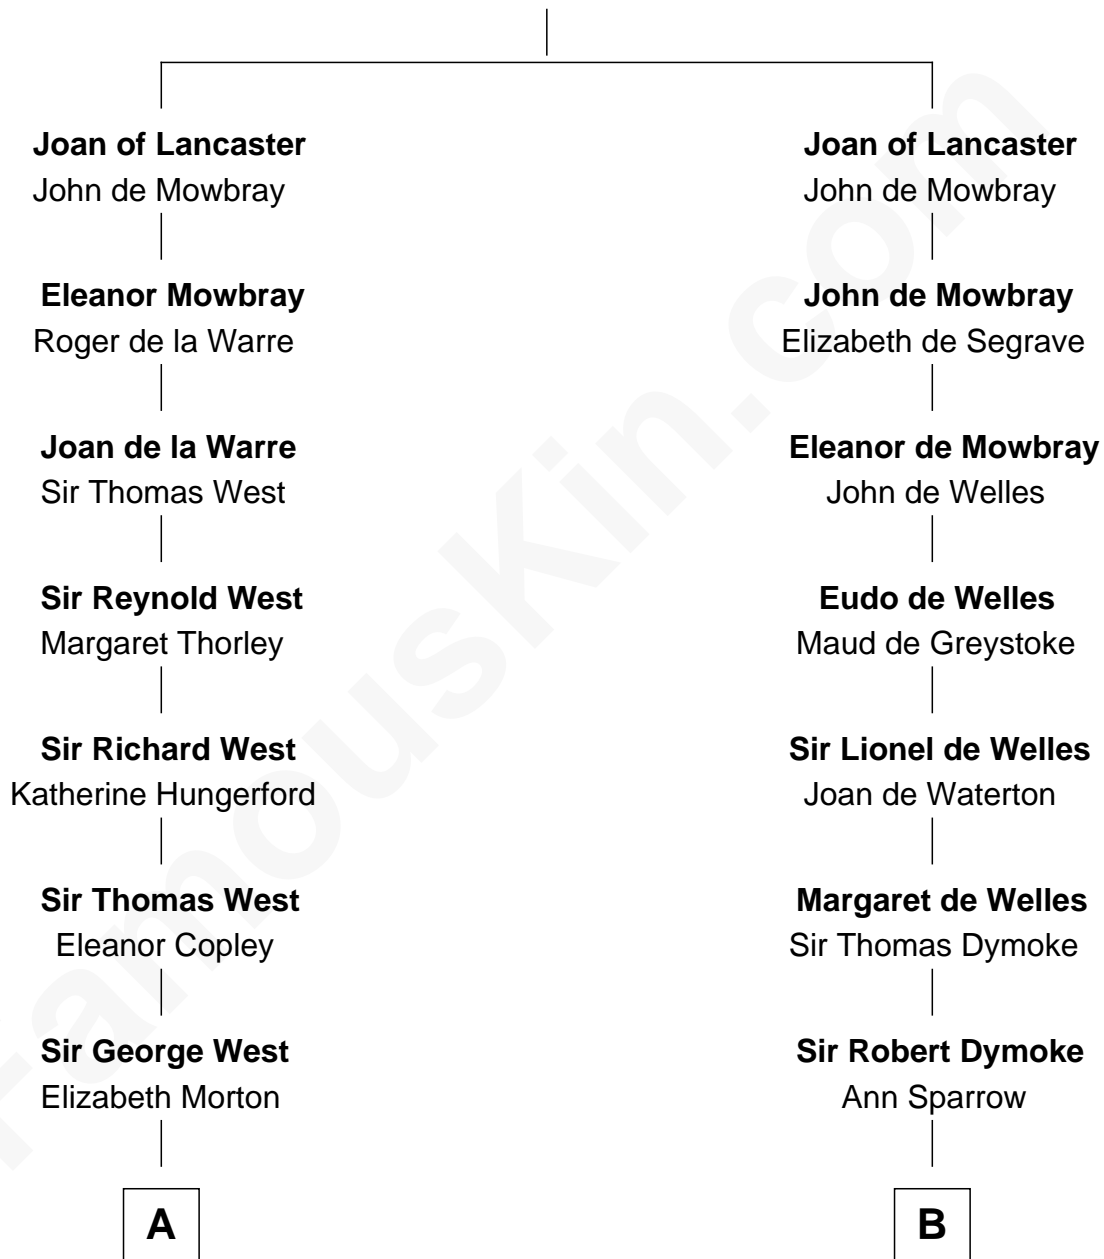 Joan of Lancaster
John de Mowbray
Eleanor Mowbray
Roger de la Warre
Joan de la Warre
Sir Thomas West
Sir Reynold West
Margaret Thorley
Sir Richard West
Katherine Hungerford
Sir Thomas West
Eleanor Copley
Sir George West
Elizabeth Morton
A
Joan of Lancaster
John de Mowbray
John de Mowbray
Elizabeth de Segrave
Eleanor de Mowbray
John de Welles
Eudo de Welles
Maud de Greystoke
Sir Lionel de Welles
Joan de Waterton
Margaret de Welles
Sir Thomas Dymoke
Sir Robert Dymoke
Ann Sparrow
B
FamousKin.com